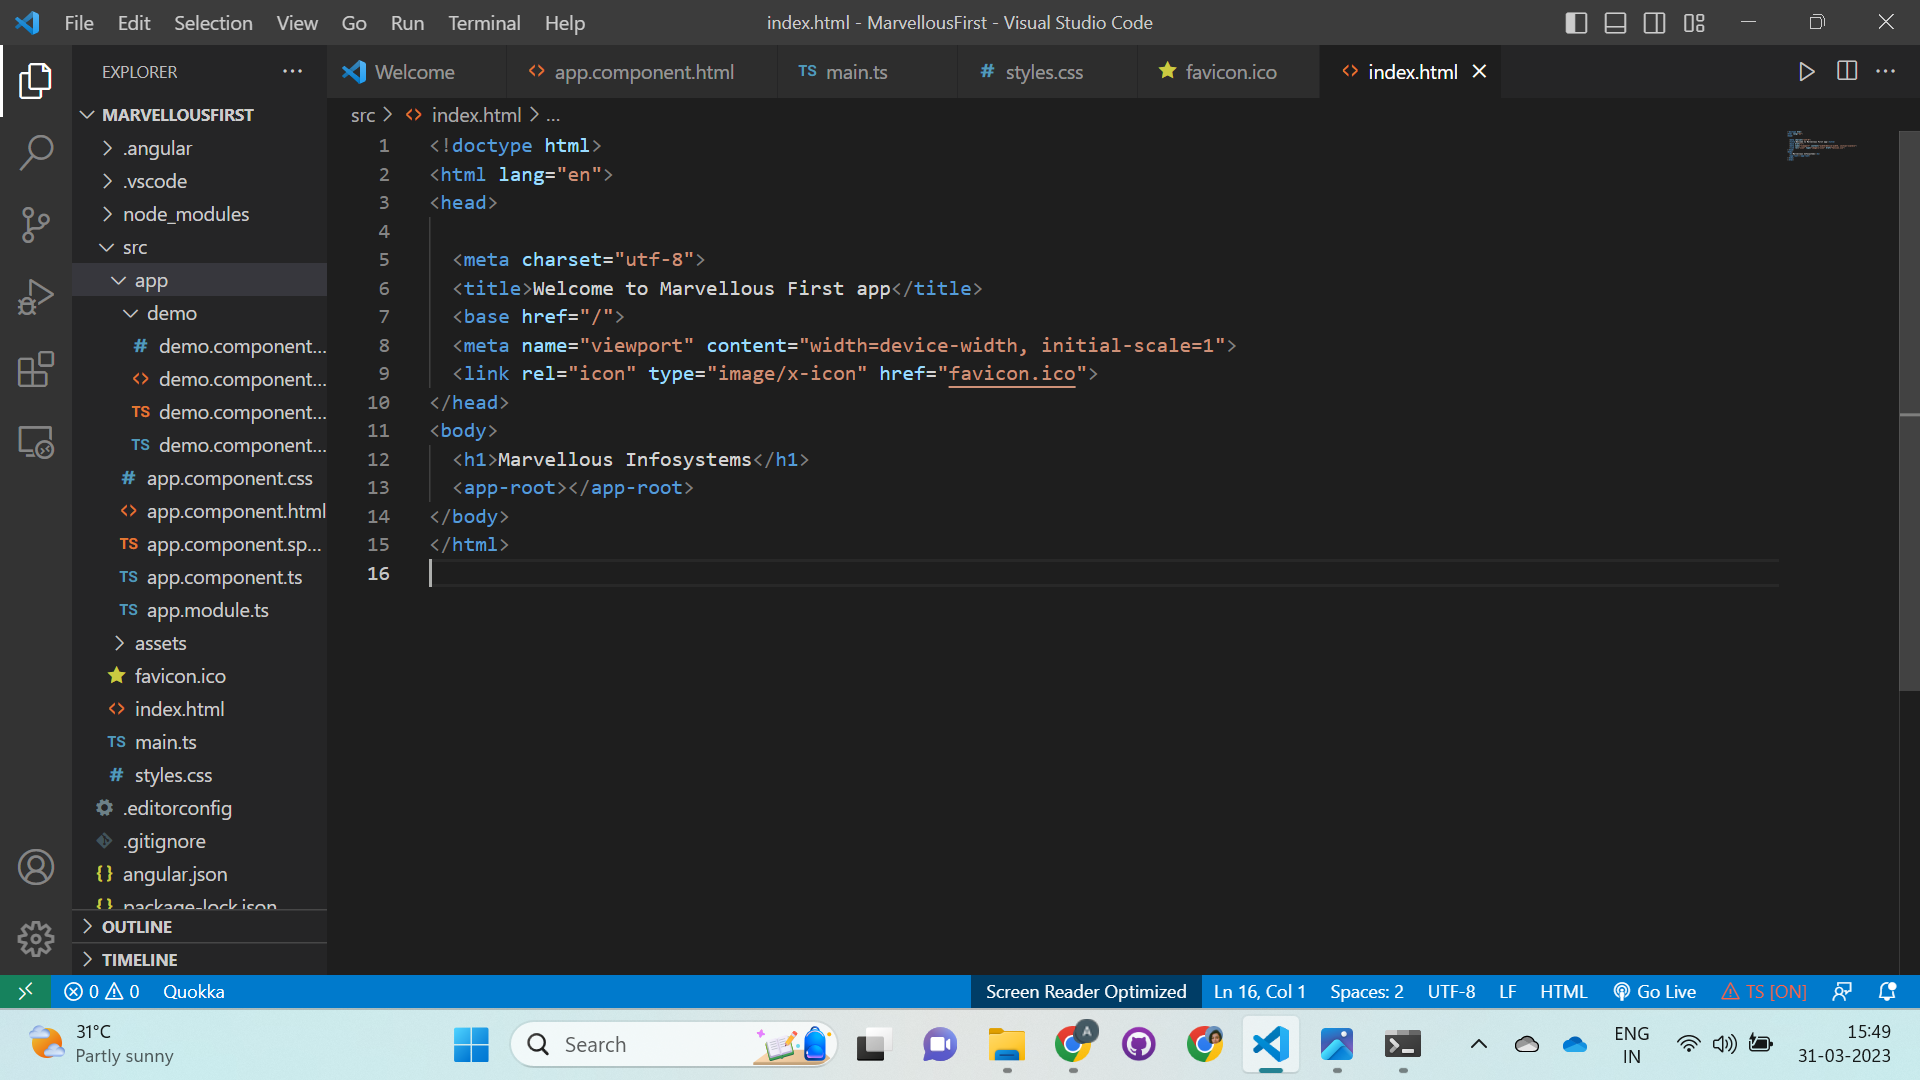 File Edit Selection View Go Run Terminal Help
index.html - MarvellousFirst - Visual Studio Code
EXPLORER
MARVELLOUSFIRST
.angular
.vscode
node_modules
src
app
demo
# demo.component...
<> demo.component...
TS demo.component...
TS demo.component...
# app.component.css
<> app.component.html
TS app.component.sp...
TS app.component.ts
TS app.module.ts
assets
favicon.ico
<> index.html
TS main.ts
# styles.css
.editorconfig
.gitignore
{} angular.json
{} package-lock.json
OUTLINE
TIMELINE
Welcome
<> app.component.html
TS main.ts
# styles.css
favicon.ico
<> index.html
src > <> index.html > ...
1 <!doctype html>
2 <html lang="en">
3 <head>
4
5 <meta charset="utf-8">
6 <title>Welcome to Marvellous First app</title>
7 <base href="/">
8 <meta name="viewport" content="width=device-width, initial-scale=1">
9 <link rel="icon" type="image/x-icon" href="favicon.ico">
10 </head>
11 <body>
12 <h1>Marvellous Infosystems</h1>
13 <app-root></app-root>
14 </body>
15 </html>
16
0 0 Quokka
Screen Reader Optimized Ln 16, Col 1 Spaces: 2 UTF-8 LF HTML Go Live TS [ON]
31°C
Partly sunny
Search
A
ENG
IN
15:49
31-03-2023